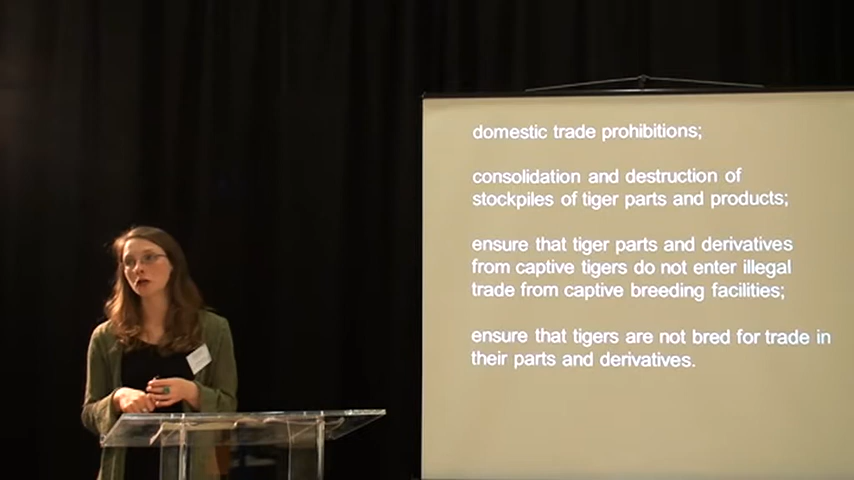 domestic trade prohibitions;
consolidation and destruction of
stockpiles of tiger parts and products;
ensure that tiger parts and derivatives
from captive tigers do not enter illegal
trade from captive breeding facilities;
ensure that tigers are not bred for trade in
their parts and derivatives.